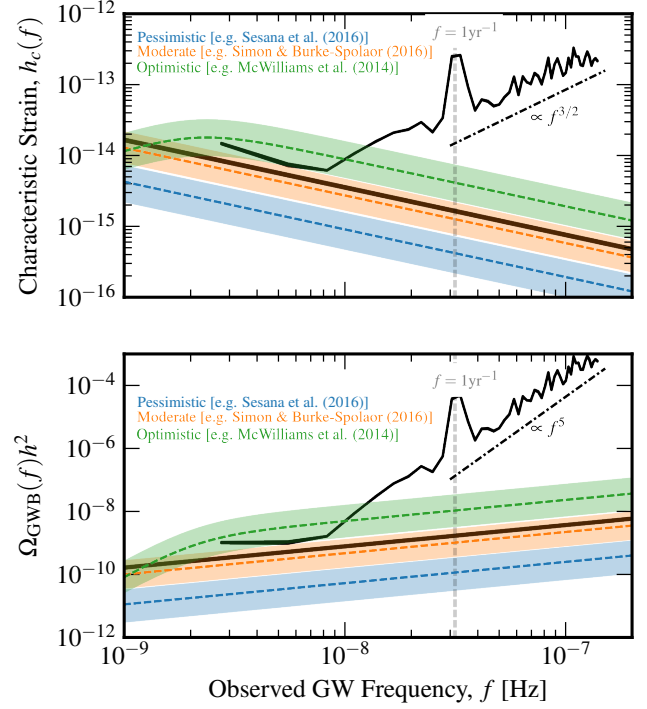 Characteristic Strain, h_c(f)
10^{-12}
10^{-13}
10^{-14}
10^{-15}
10^{-16}
Pessimistic [e.g. Sesana et al. (2016)]
Moderate [e.g. Simon & Burke-Spolaor (2016)]
Optimistic [e.g. McWilliams et al. (2014)]
f = 1yr^{-1}
∝ f^{3/2}
Ω_{GWB}(f)h^2
10^{-4}
10^{-6}
10^{-8}
10^{-10}
10^{-12}
Pessimistic [e.g. Sesana et al. (2016)]
Moderate [e.g. Simon & Burke-Spolaor (2016)]
Optimistic [e.g. McWilliams et al. (2014)]
f = 1yr^{-1}
∝ f^5
10^{-9}
10^{-8}
10^{-7}
Observed GW Frequency, f [Hz]